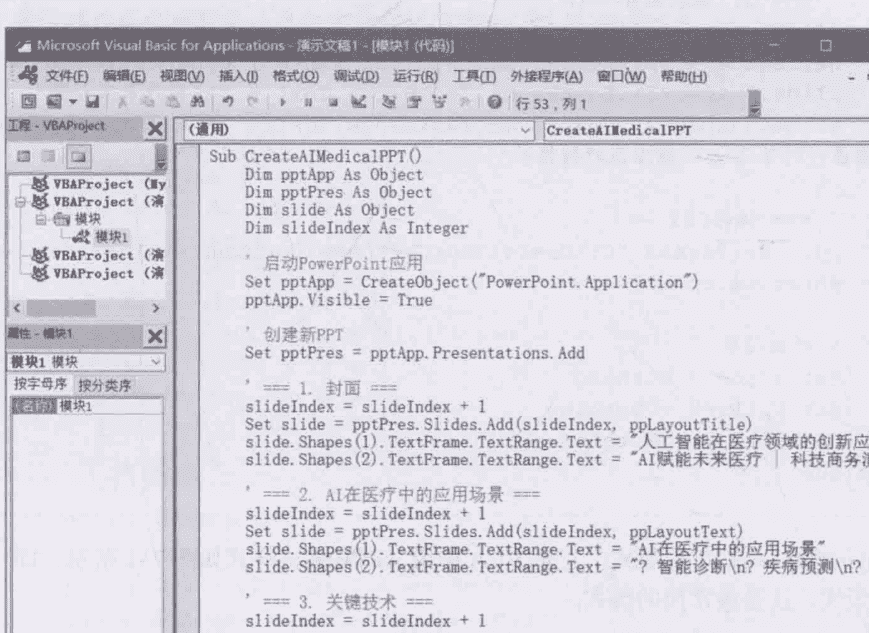 Microsoft Visual Basic for Applications - 演示文稿1 - [模块1 (代码)]
文件(F) 编辑(E) 视图(V) 插入(I) 格式(O) 调试(D) 运行(R) 工具(T) 外接程序(A) 窗口(W) 帮助(H)
行 53 , 列 1
工程 - VBAProject
(通用)
CreateAIMedicalPPT
VBAProject (My
VBAProject (演
模块
模块1
VBAProject (演
VBAProject (演
属性 - 模块1
模块1 模块
按字母序 按分类序
(名称) 模块1
Sub CreateAIMedicalPPT()
Dim pptApp As Object
Dim pptPres As Object
Dim slide As Object
Dim slideIndex As Integer
' 启动PowerPoint应用
Set pptApp = CreateObject("PowerPoint.Application")
pptApp.Visible = True
' 创建新PPT
Set pptPres = pptApp.Presentations.Add
' === 1. 封面 ===
slideIndex = slideIndex + 1
Set slide = pptPres.Slides.Add(slideIndex, ppLayoutTitle)
slide.Shapes(1).TextFrame.TextRange.Text = "人工智能在医疗领域的创新应
slide.Shapes(2).TextFrame.TextRange.Text = "AI赋能未来医疗 | 科技商务
' === 2. AI在医疗中的应用场景 ===
slideIndex = slideIndex + 1
Set slide = pptPres.Slides.Add(slideIndex, ppLayoutText)
slide.Shapes(1).TextFrame.TextRange.Text = "AI在医疗中的应用场景"
slide.Shapes(2).TextFrame.TextRange.Text = "? 智能诊断\n? 疾病预测\n?
' === 3. 关键技术 ===
slideIndex = slideIndex + 1